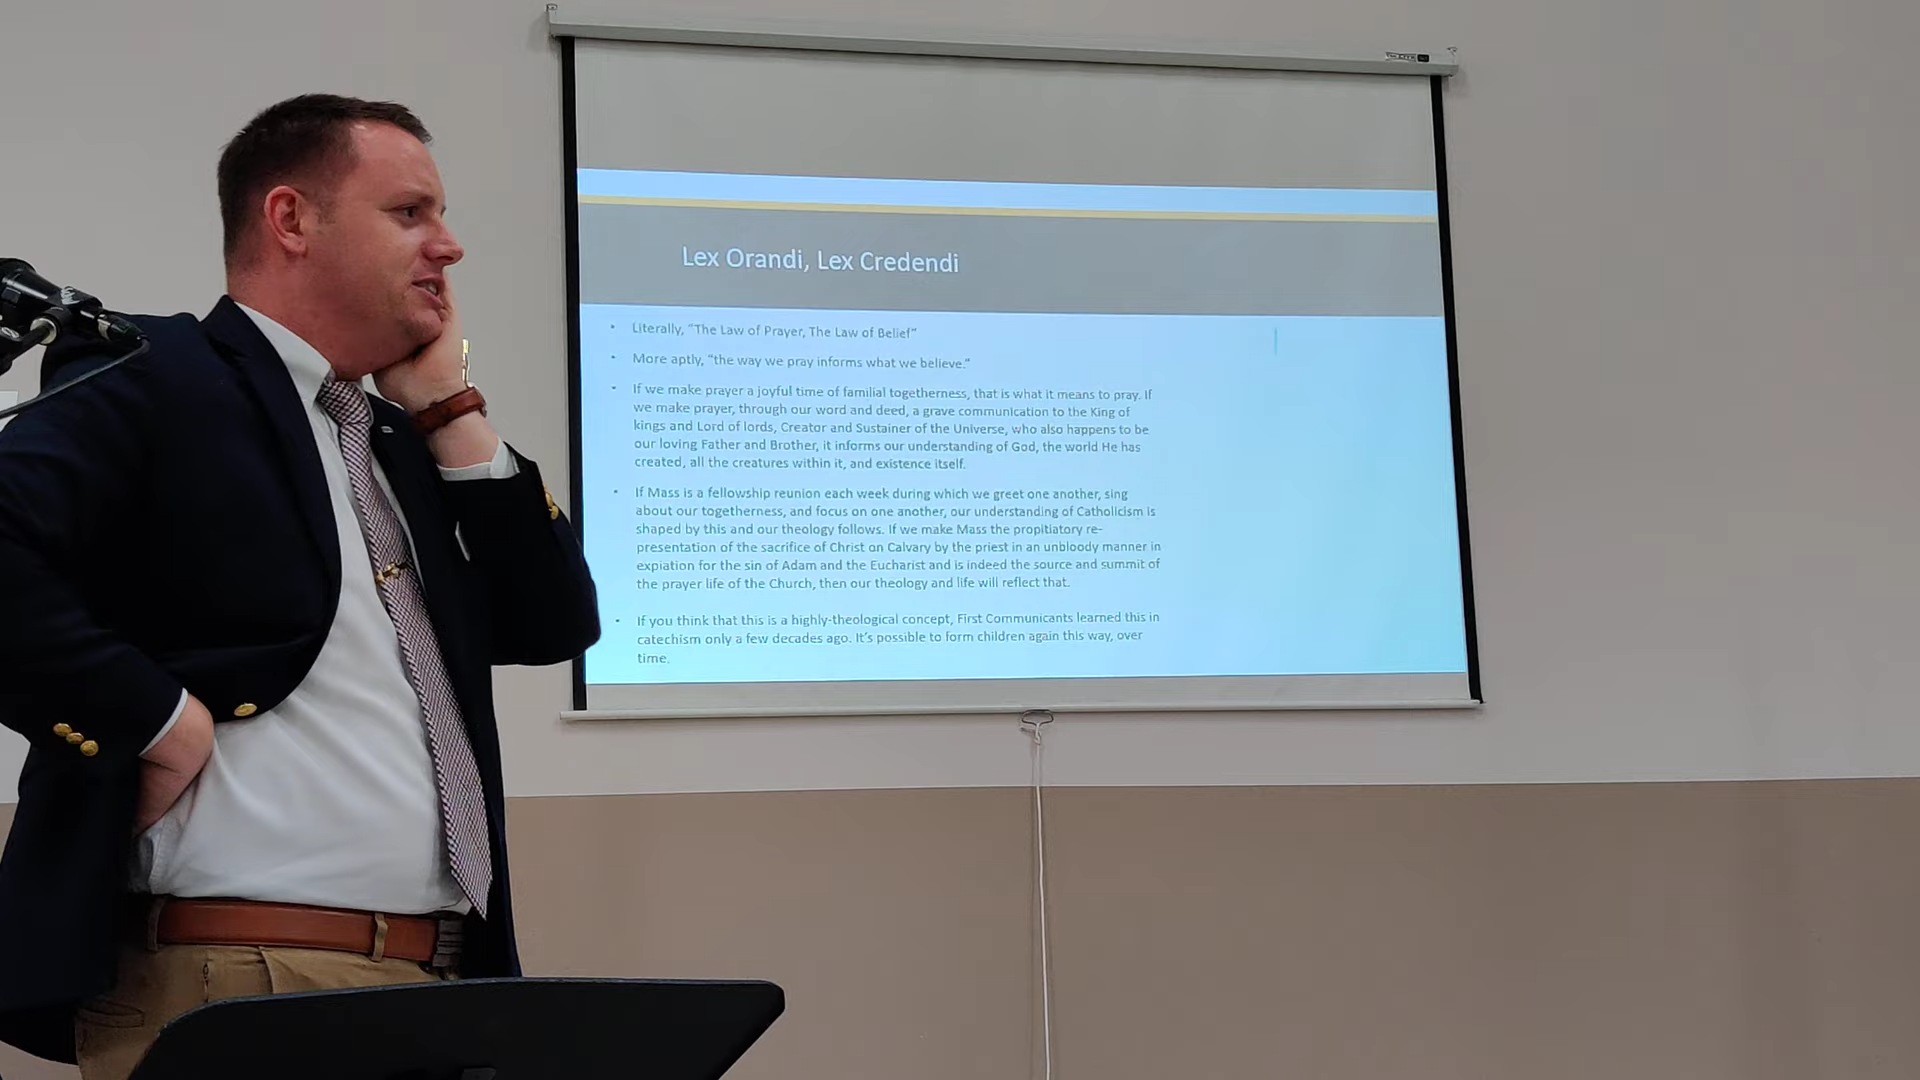 Lex Orandi, Lex Credendi
• Literally, "The Law of Prayer, The Law of Belief"
• More aptly, "the way we pray informs what we believe."
• If we make prayer a joyful time of familial togetherness, that is what it means to pray. If
we make prayer, through our word and deed, a grave communication to the King of
kings and Lord of lords, Creator and Sustainer of the Universe, who also happens to be
our loving Father and Brother, it informs our understanding of God, the world He has
created, all the creatures within it, and existence itself.
• If Mass is a fellowship reunion each week during which we greet one another, sing
about our togetherness, and focus on one another, our understanding of Catholicism is
shaped by this and our theology follows. If we make Mass the propitiatory re-
presentation of the sacrifice of Christ on Calvary by the priest in an unbloody manner in
expiation for the sin of Adam and the Eucharist and is indeed the source and summit of
the prayer life of the Church, then our theology and life will reflect that.
• If you think that this is a highly-theological concept, First Communicants learned this in
catechism only a few decades ago. It's possible to form children again this way, over
time.